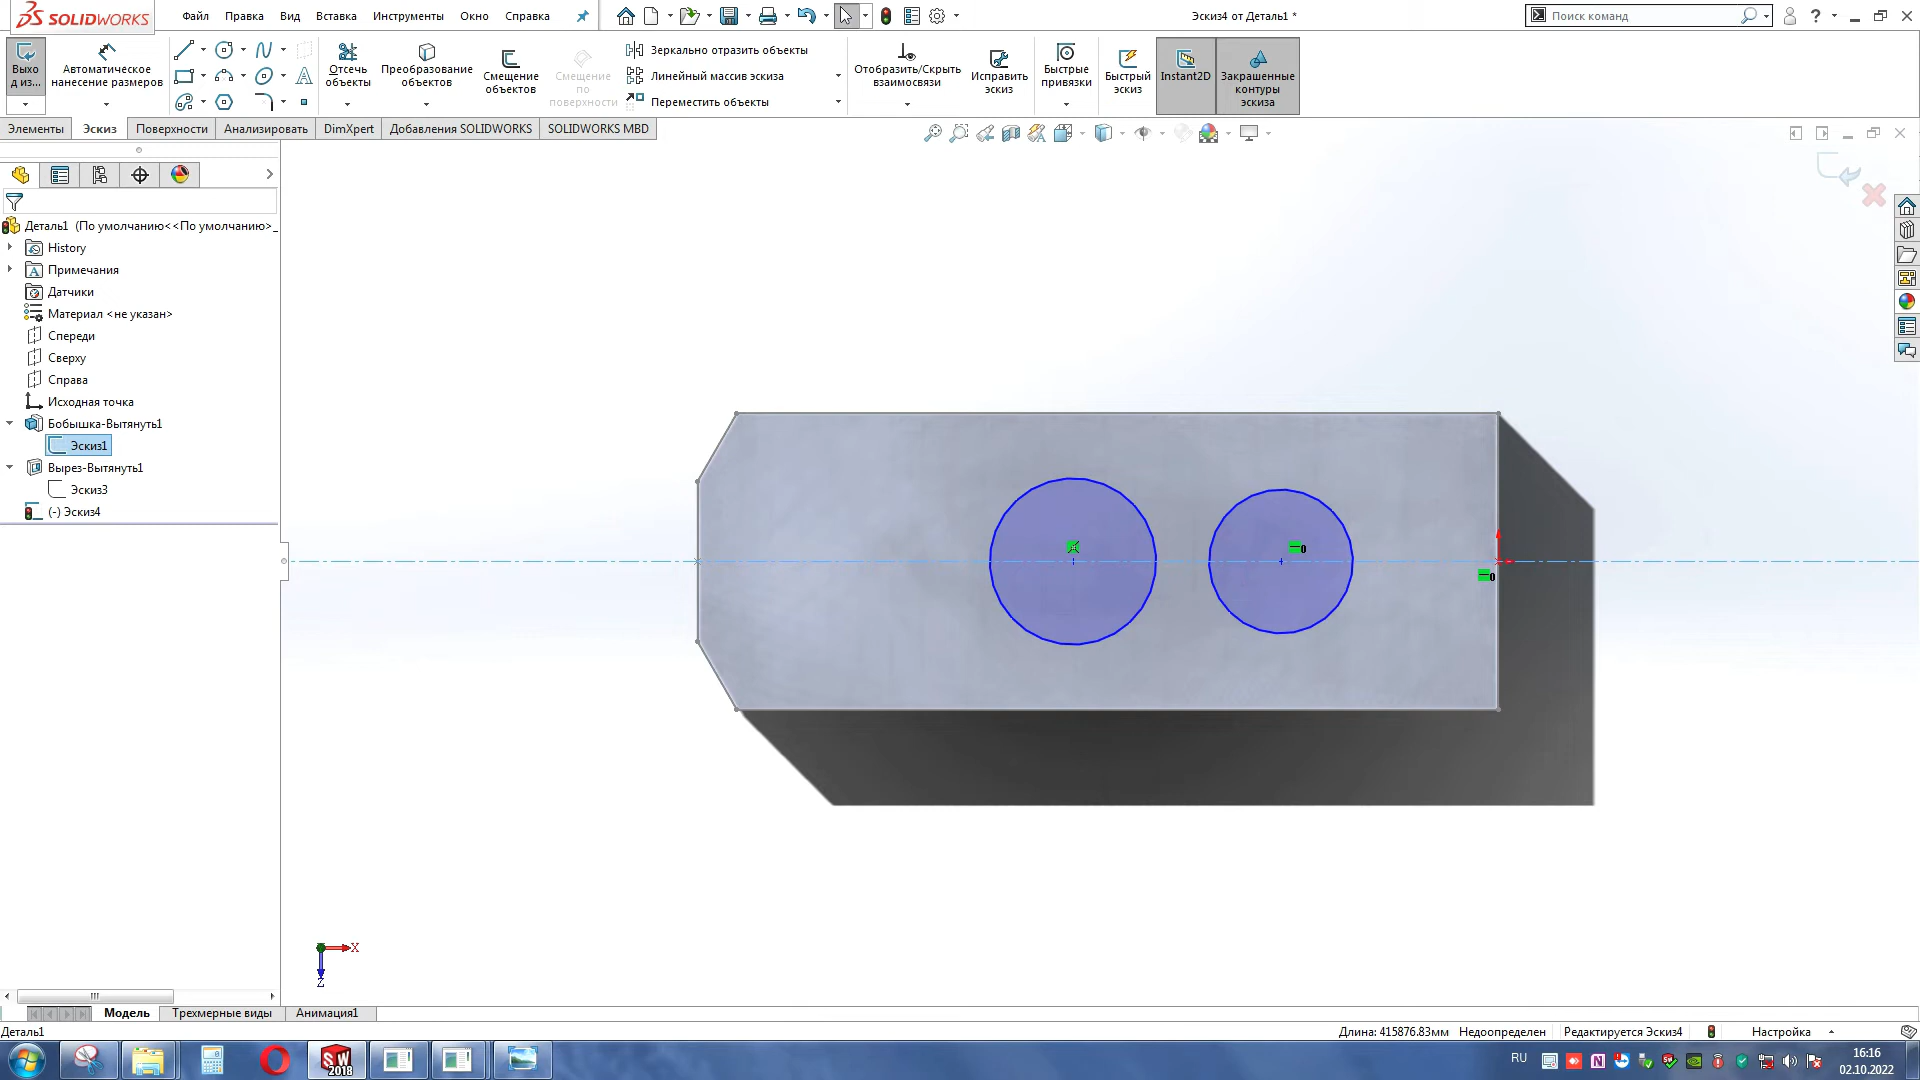 SOLIDWORKS
Файл Правка Вид Вставка Инструменты Окно Справка
Эскиз4 от Деталь1 *
Поиск команд
Выхо
д из...
Автоматическое
нанесение размеров
Отсечь
объекты
Преобразование
объектов
Смещение
объектов
Смещение
по
поверхности
Зеркально отразить объекты
Линейный массив эскиза
Переместить объекты
Отобразить/Скрыть
взаимосвязи
Исправить
эскиз
Быстрые
привязки
Быстрый
эскиз
Instant2D
Закрашенные
контуры
эскиза
Элементы Эскиз Поверхности Анализировать DimXpert Добавления SOLIDWORKS SOLIDWORKS MBD
Деталь1 (По умолчанию<<По умолчанию>_
History
Примечания
Датчики
Материал <не указан>
Спереди
Сверху
Справа
Исходная точка
Бобышка-Вытянуть1
Эскиз1
Вырез-Вытянуть1
Эскиз3
(-) Эскиз4
0
0
X
Z
Модель Трехмерные виды Анимация1
Деталь1
Длина: 415876.83мм Недоопределен Редактируется Эскиз4 Настройка
SW
2018
RU
16:16
02.10.2022